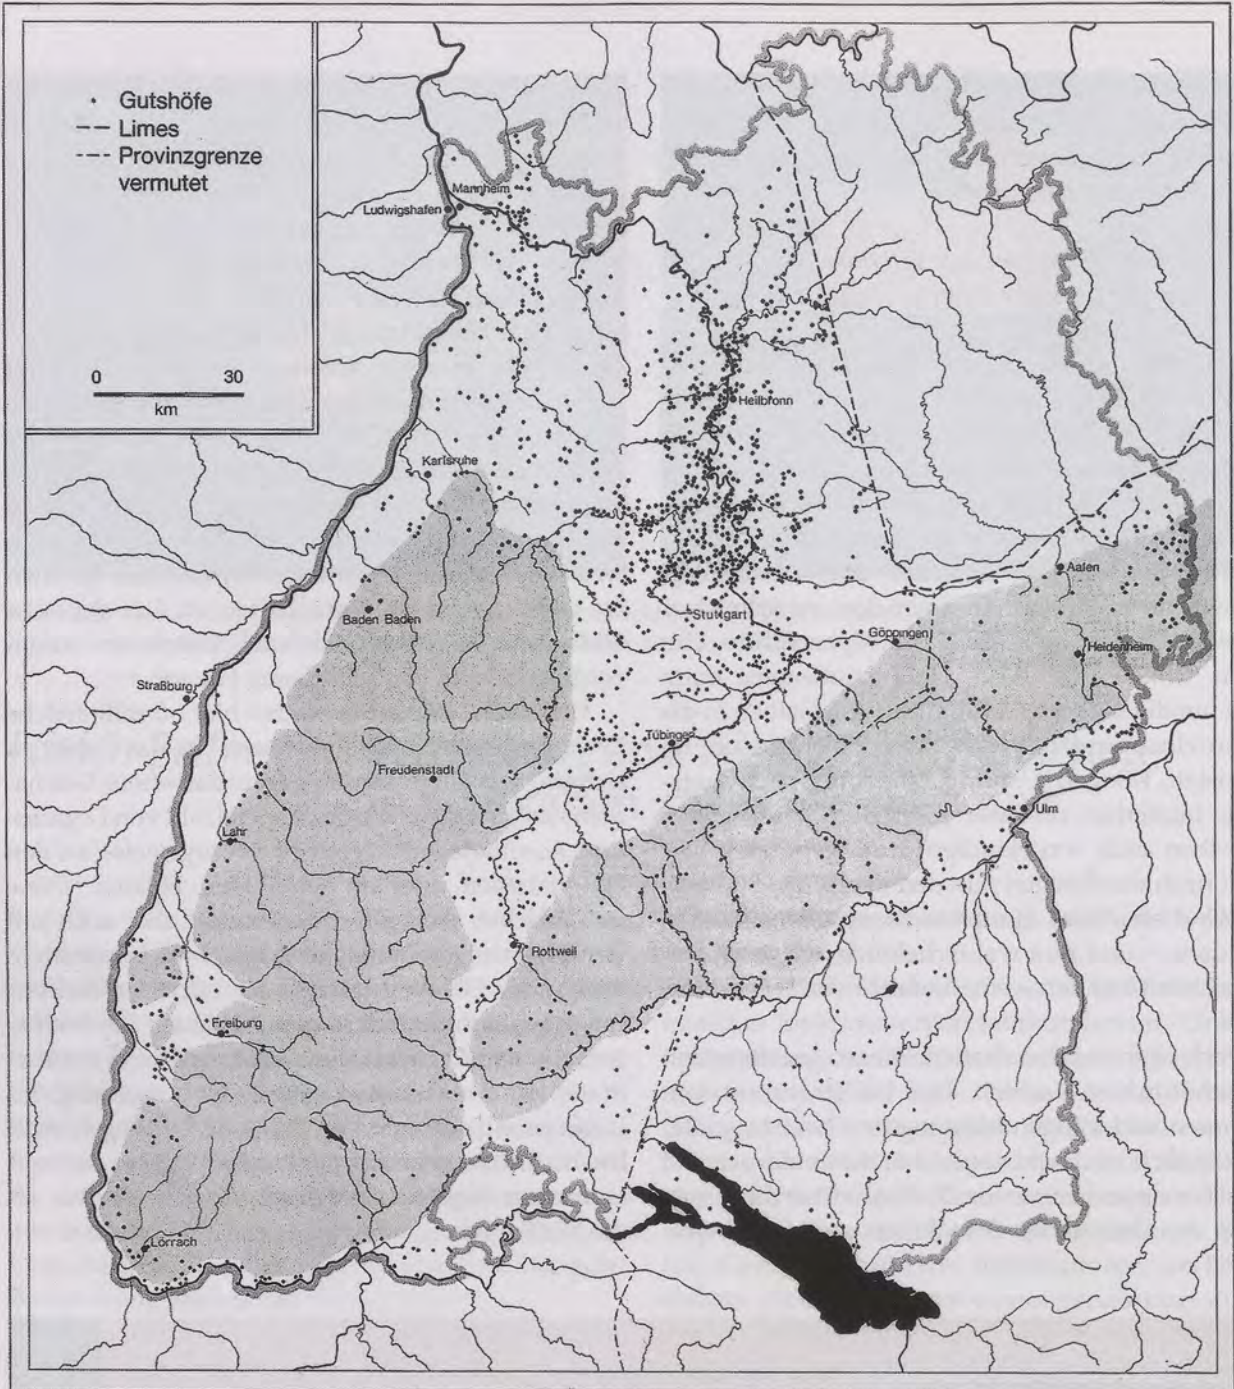 Gutshöfe
Limes
Provinzgrenze
vermutet
0 30
km
Mannheim
Ludwigshafen
Heilbronn
Karlsruhe
Aalen
Baden Baden
Stuttgart
Göppingen
Heidenheim
Straßburg
Tübingen
Freudenstadt
Ulm
Lahr
Rottweil
Freiburg
Lörrach